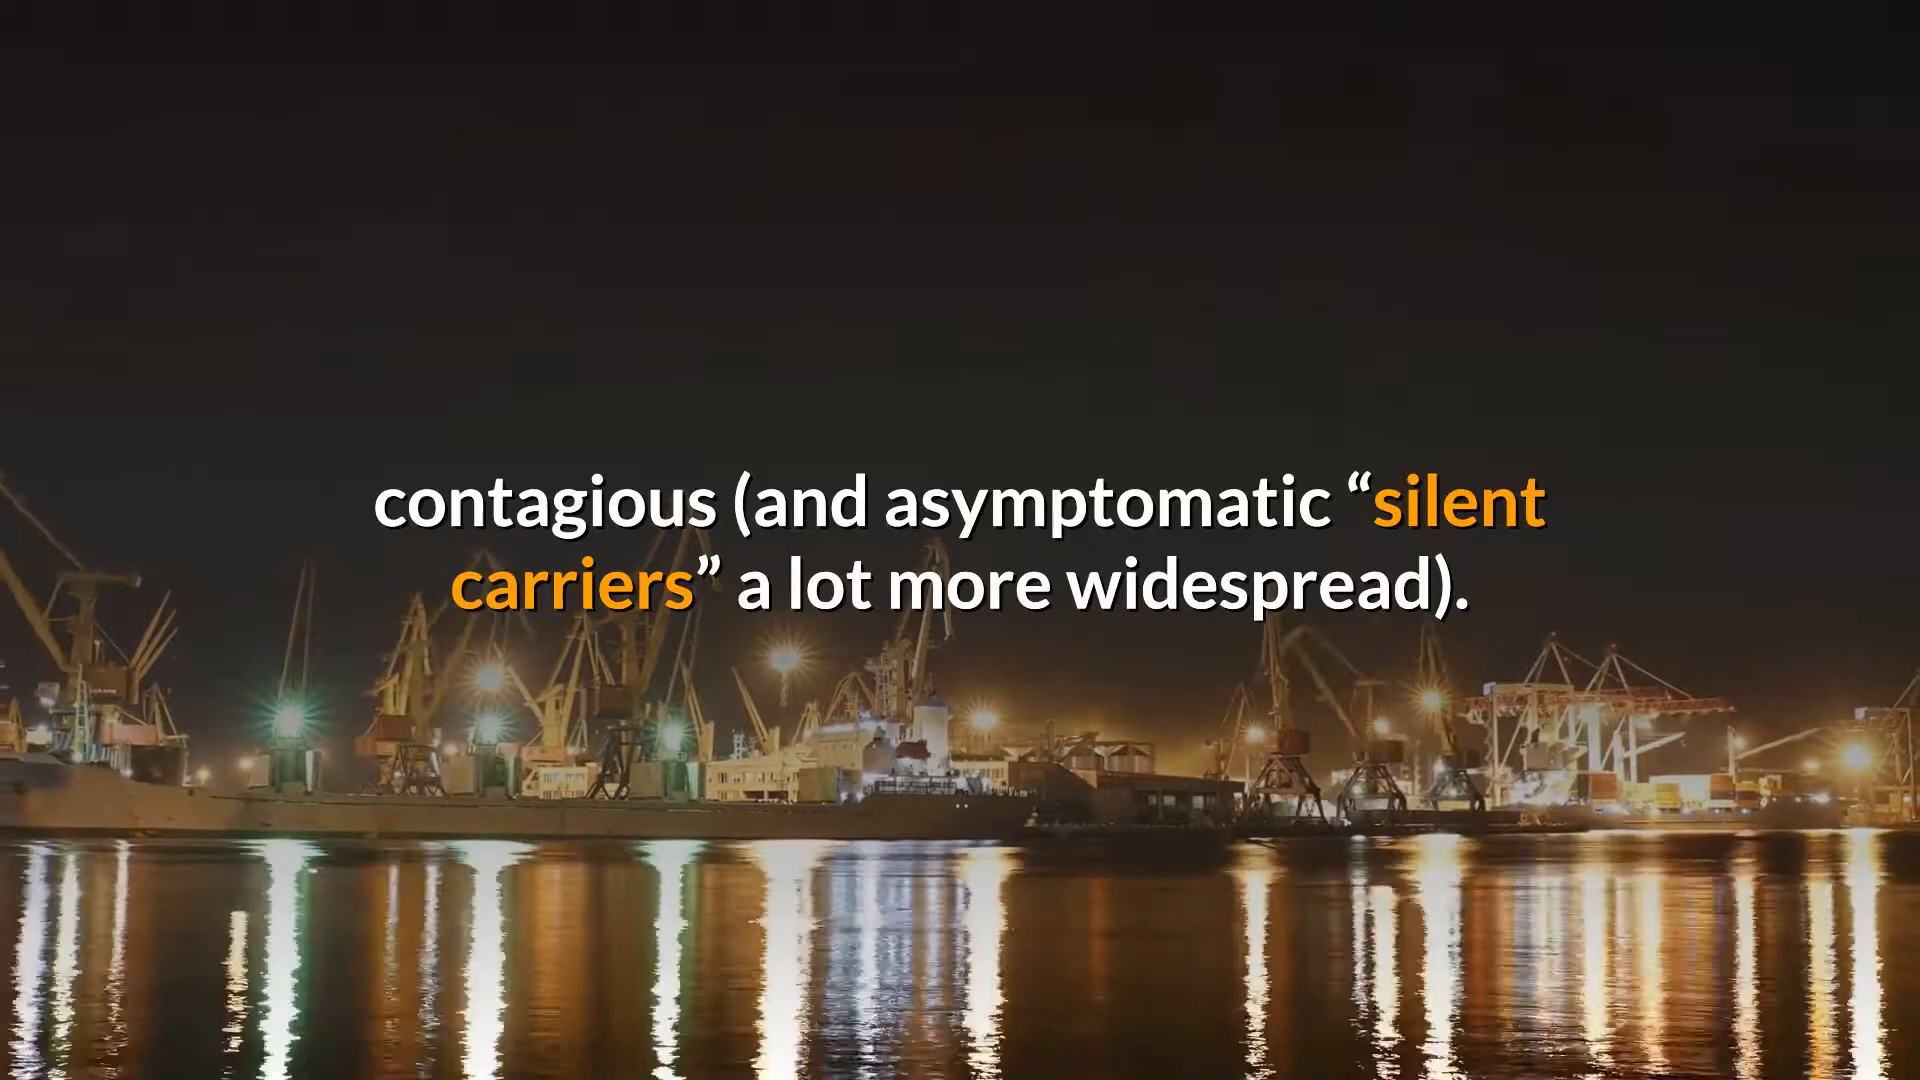 contagious (and asymptomatic “silent
carriers” a lot more widespread).